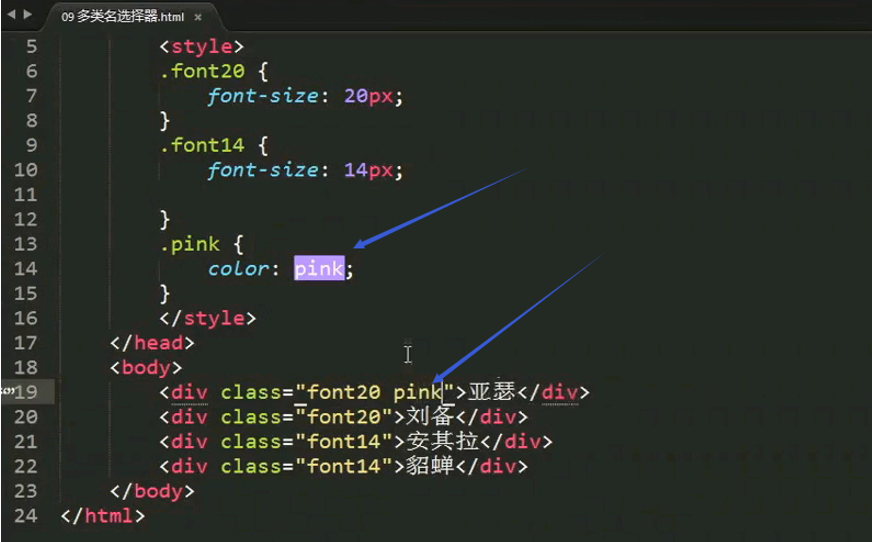 09 多类名选择器.html ×
5 <style>
6 .font20 {
7 font-size: 20px;
8 }
9 .font14 {
10 font-size: 14px;
11
12 }
13 .pink {
14 color: pink;
15 }
16 </style>
17 </head>
18 <body>
19 <div class="font20 pink">亚瑟</div>
20 <div class="font20">刘备</div>
21 <div class="font14">安其拉</div>
22 <div class="font14">貂蝉</div>
23 </body>
24 </html>